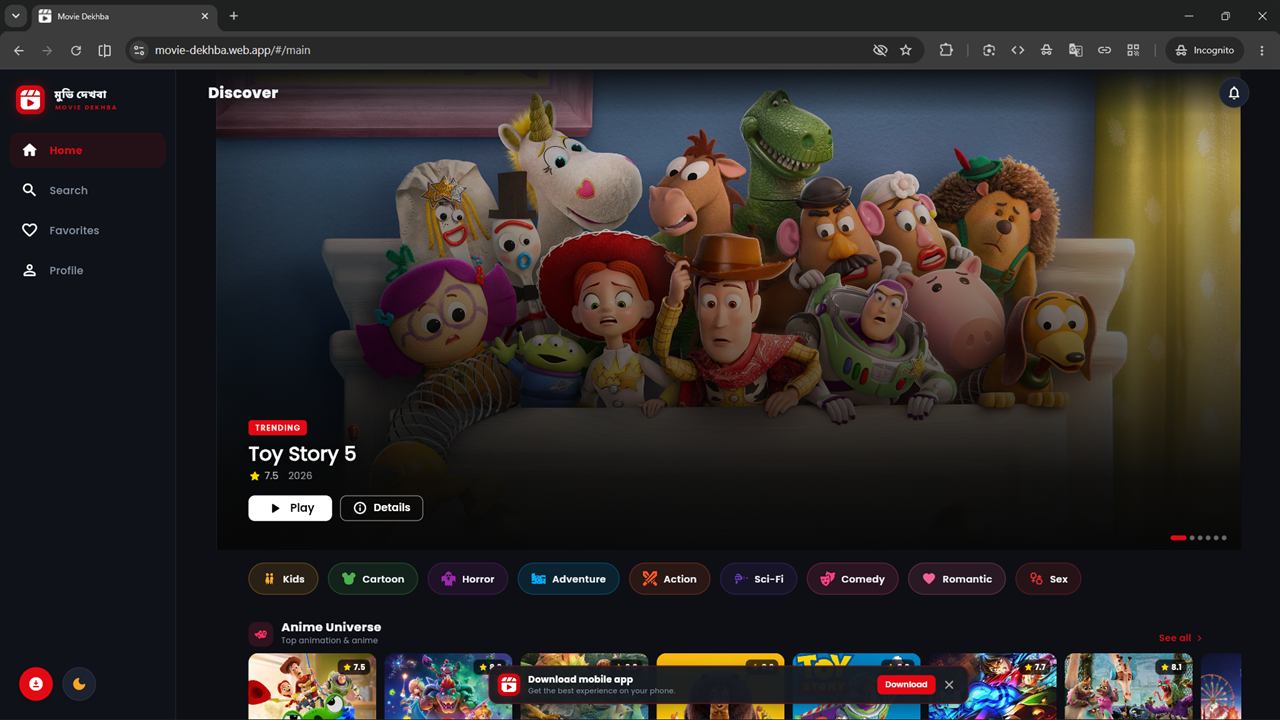 Movie Dekhba
movie-dekhba.web.app/#/main
Incognito
মুভি দেখবা
MOVIE DEKHBA
Discover
Home
Search
Favorites
Profile
TRENDING
Toy Story 5
7.5 2026
Play
Details
Kids
Cartoon
Horror
Adventure
Action
Sci-Fi
Comedy
Romantic
Sex
Anime Universe
Top animation & anime
See all
7.5
7.7
8.1
TOY
Download mobile app
Get the best experience on your phone.
Download